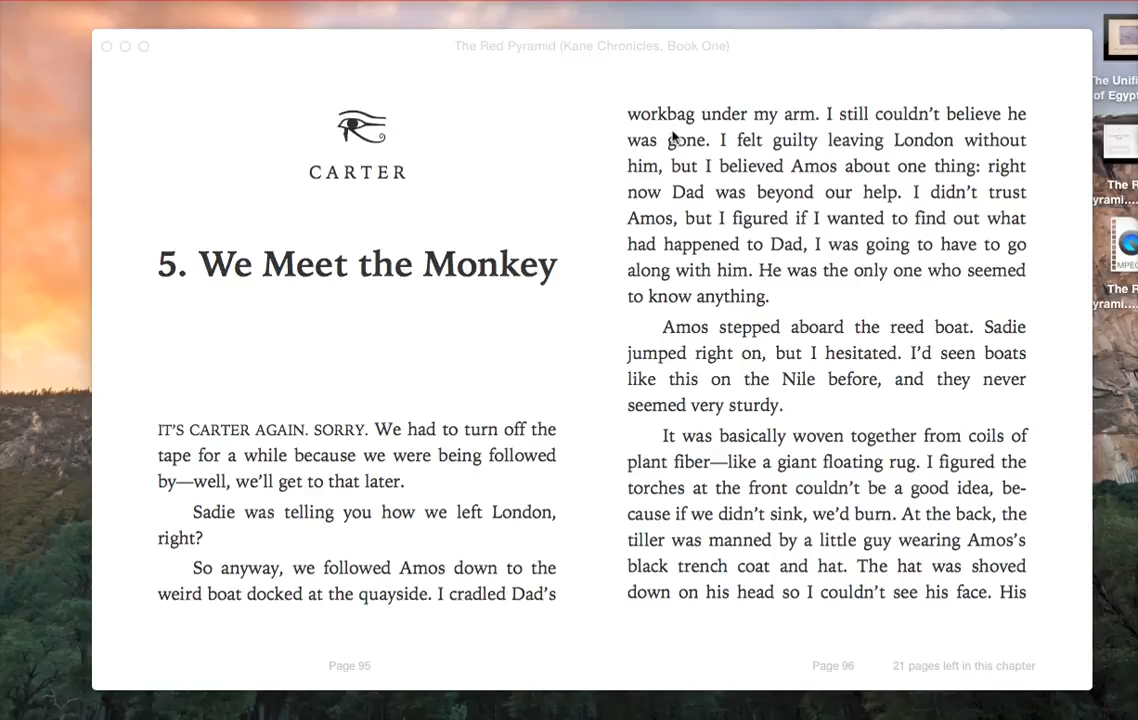 The Red Pyramid (Kane Chronicles, Book One)
CARTER
5. We Meet the Monkey
IT'S CARTER AGAIN. SORRY. We had to turn off the
tape for a while because we were being followed
by—well, we'll get to that later.
Sadie was telling you how we left London,
right?
So anyway, we followed Amos down to the
weird boat docked at the quayside. I cradled Dad's
Page 95
workbag under my arm. I still couldn't believe he
was gone. I felt guilty leaving London without
him, but I believed Amos about one thing: right
now Dad was beyond our help. I didn't trust
Amos, but I figured if I wanted to find out what
had happened to Dad, I was going to have to go
along with him. He was the only one who seemed
to know anything.
Amos stepped aboard the reed boat. Sadie
jumped right on, but I hesitated. I'd seen boats
like this on the Nile before, and they never
seemed very sturdy.
It was basically woven together from coils of
plant fiber—like a giant floating rug. I figured the
torches at the front couldn't be a good idea, be-
cause if we didn't sink, we'd burn. At the back, the
tiller was manned by a little guy wearing Amos's
black trench coat and hat. The hat was shoved
down on his head so I couldn't see his face. His
Page 96
21 pages left in this chapter
The Unifi
of Egypt
The R
yrami....
MPEG
The R
yrami....